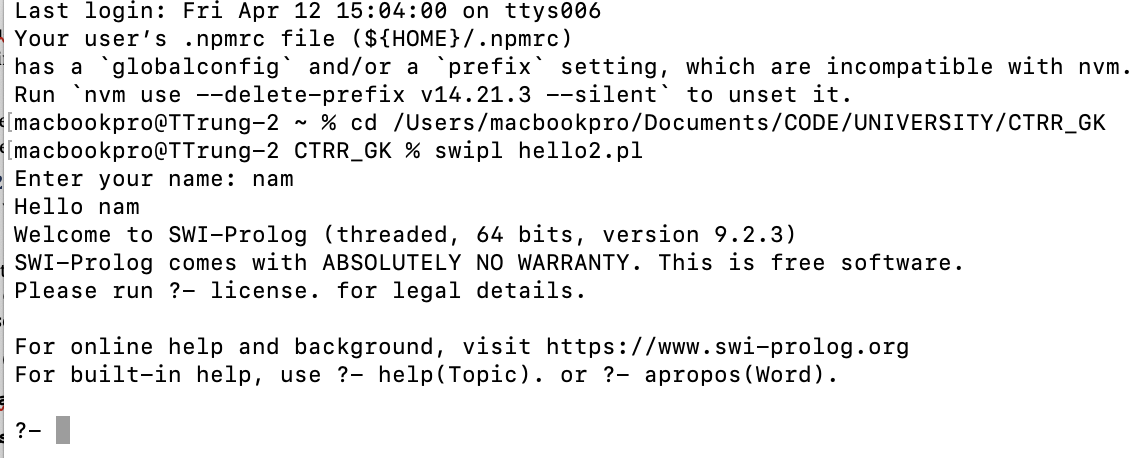 Last login: Fri Apr 12 15:04:00 on ttys006
Your user’s .npmrc file (${HOME}/.npmrc)
has a `globalconfig` and/or a `prefix` setting, which are incompatible with nvm.
Run `nvm use --delete-prefix v14.21.3 --silent` to unset it.
[macbookpro@TTrung-2 ~ % cd /Users/macbookpro/Documents/CODE/UNIVERSITY/CTRR_GK
[macbookpro@TTrung-2 CTRR_GK % swipl hello2.pl
Enter your name: nam
Hello nam
Welcome to SWI-Prolog (threaded, 64 bits, version 9.2.3)
SWI-Prolog comes with ABSOLUTELY NO WARRANTY. This is free software.
Please run ?- license. for legal details.

For online help and background, visit https://www.swi-prolog.org
For built-in help, use ?- help(Topic). or ?- apropos(Word).

?-